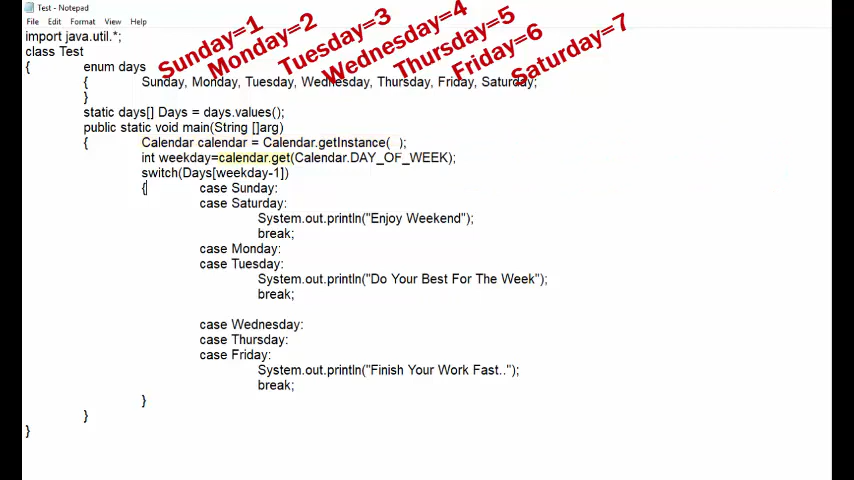 Test - Notepad
File Edit Format View Help
import java.util.*;
Sunday=1 Monday=2 Tuesday=3 Wednesday=4 Thursday=5 Friday=6 Saturday=7
class Test
{ enum days
{ Sunday, Monday, Tuesday, Wednesday, Thursday, Friday, Saturday;
}
static days[] Days = days.values();
public static void main(String []arg)
{ Calendar calendar = Calendar.getInstance( );
int weekday=calendar.get(Calendar.DAY_OF_WEEK);
switch(Days[weekday-1])
{ case Sunday:
case Saturday:
System.out.println("Enjoy Weekend");
break;
case Monday:
case Tuesday:
System.out.println("Do Your Best For The Week");
break;
case Wednesday:
case Thursday:
case Friday:
System.out.println("Finish Your Work Fast..");
break;
}
}
}